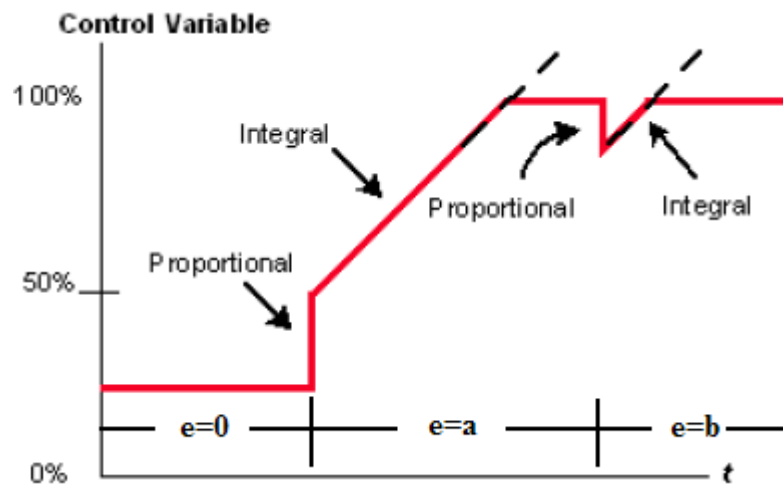 Control Variable
100%
Integral
Proportional
Integral
Proportional
50%
e=0
e=a
e=b
0%
t